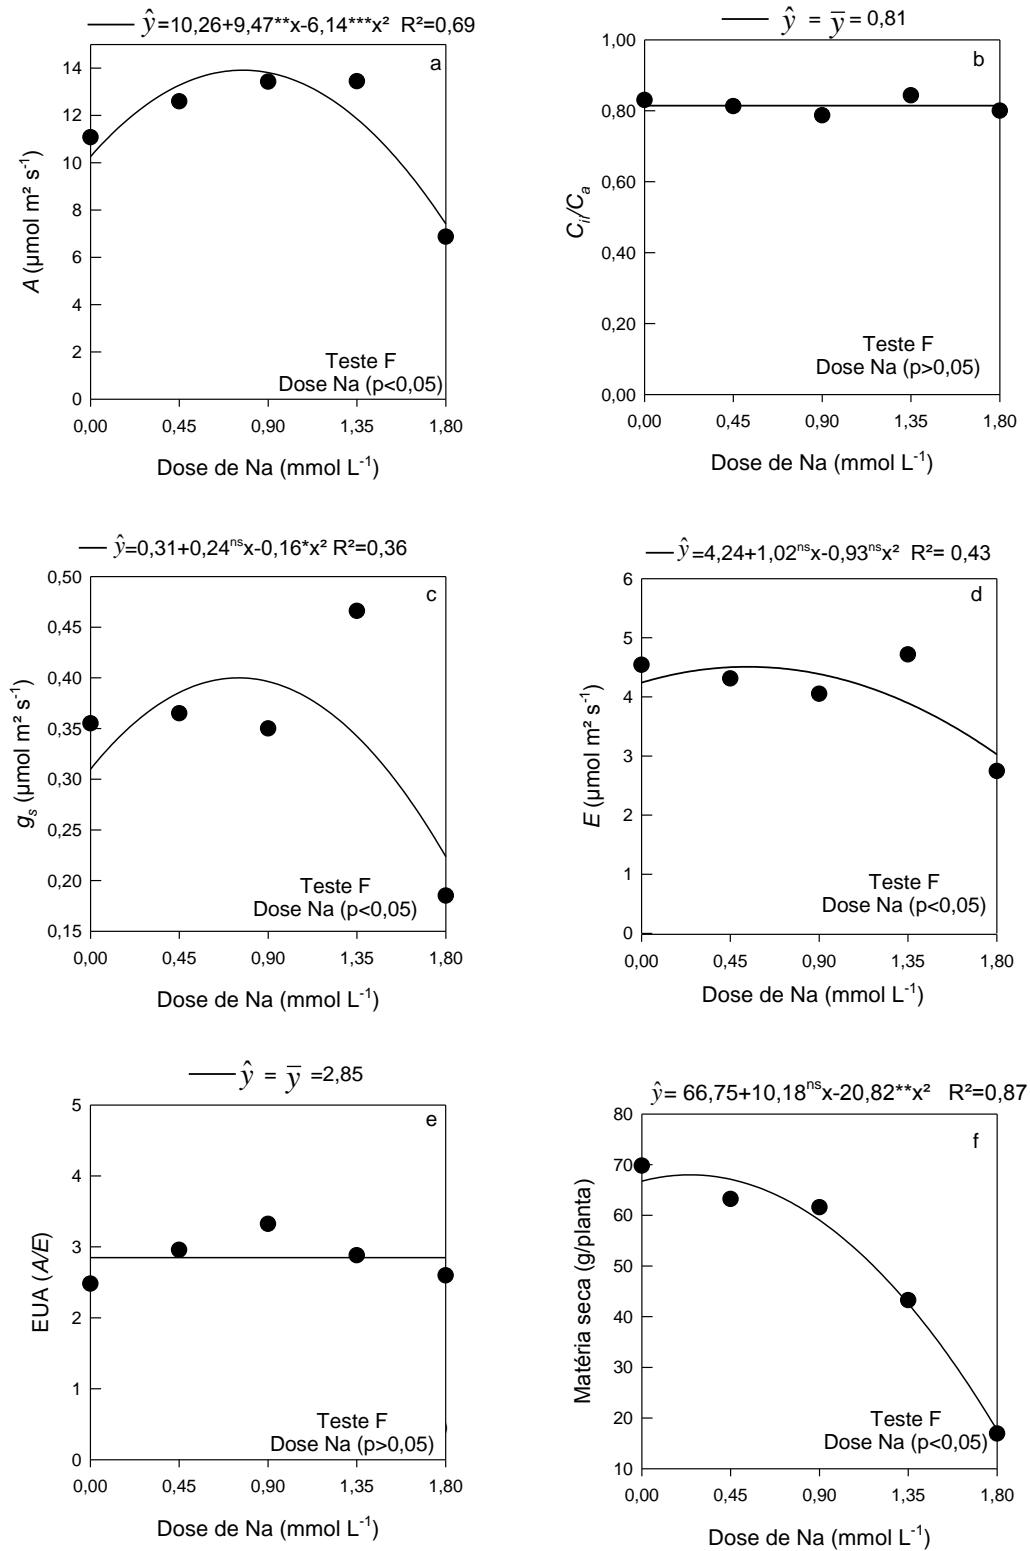 ŷ=10,26+9,47**x-6,14***x² R²=0,69
a
14
12
10
8
6
4
2
0
A (µmol m² s⁻¹)
Teste F
Dose Na (p<0,05)
0,00 0,45 0,90 1,35 1,80
Dose de Na (mmol L⁻¹)
ŷ = y̅ = 0,81
b
1,00
0,80
0,60
0,40
0,20
0,00
Cᵢ/Cₐ
Teste F
Dose Na (p>0,05)
0,00 0,45 0,90 1,35 1,80
Dose de Na (mmol L⁻¹)
ŷ=0,31+0,24ⁿˢx-0,16*x² R²=0,36
c
0,50
0,45
0,40
0,35
0,30
0,25
0,20
0,15
gₛ (µmol m² s⁻¹)
Teste F
Dose Na (p<0,05)
0,00 0,45 0,90 1,35 1,80
Dose de Na (mmol L⁻¹)
ŷ=4,24+1,02ⁿˢx-0,93ⁿˢx² R²= 0,43
d
6
5
4
3
2
1
0
E (µmol m² s⁻¹)
Teste F
Dose Na (p<0,05)
0,00 0,45 0,90 1,35 1,80
Dose de Na (mmol L⁻¹)
ŷ = y̅ =2,85
e
5
4
3
2
1
0
EUA (A/E)
Teste F
Dose Na (p>0,05)
0,00 0,45 0,90 1,35 1,80
Dose de Na (mmol L⁻¹)
ŷ= 66,75+10,18ⁿˢx-20,82**x² R²=0,87
f
80
70
60
50
40
30
20
10
Matéria seca (g/planta)
Teste F
Dose Na (p<0,05)
0,00 0,45 0,90 1,35 1,80
Dose de Na (mmol L⁻¹)